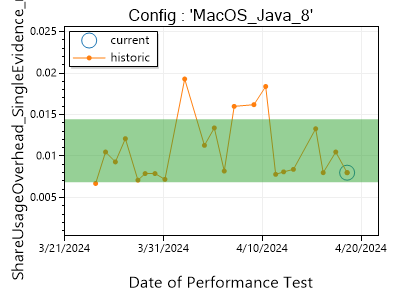 Config : 'MacOS_Java_8'
ShareUsageOverhead_SingleEvidence_
current
historic
0.025
0.02
0.015
0.01
0.005
3/21/2024
3/31/2024
4/10/2024
4/20/2024
Date of Performance Test